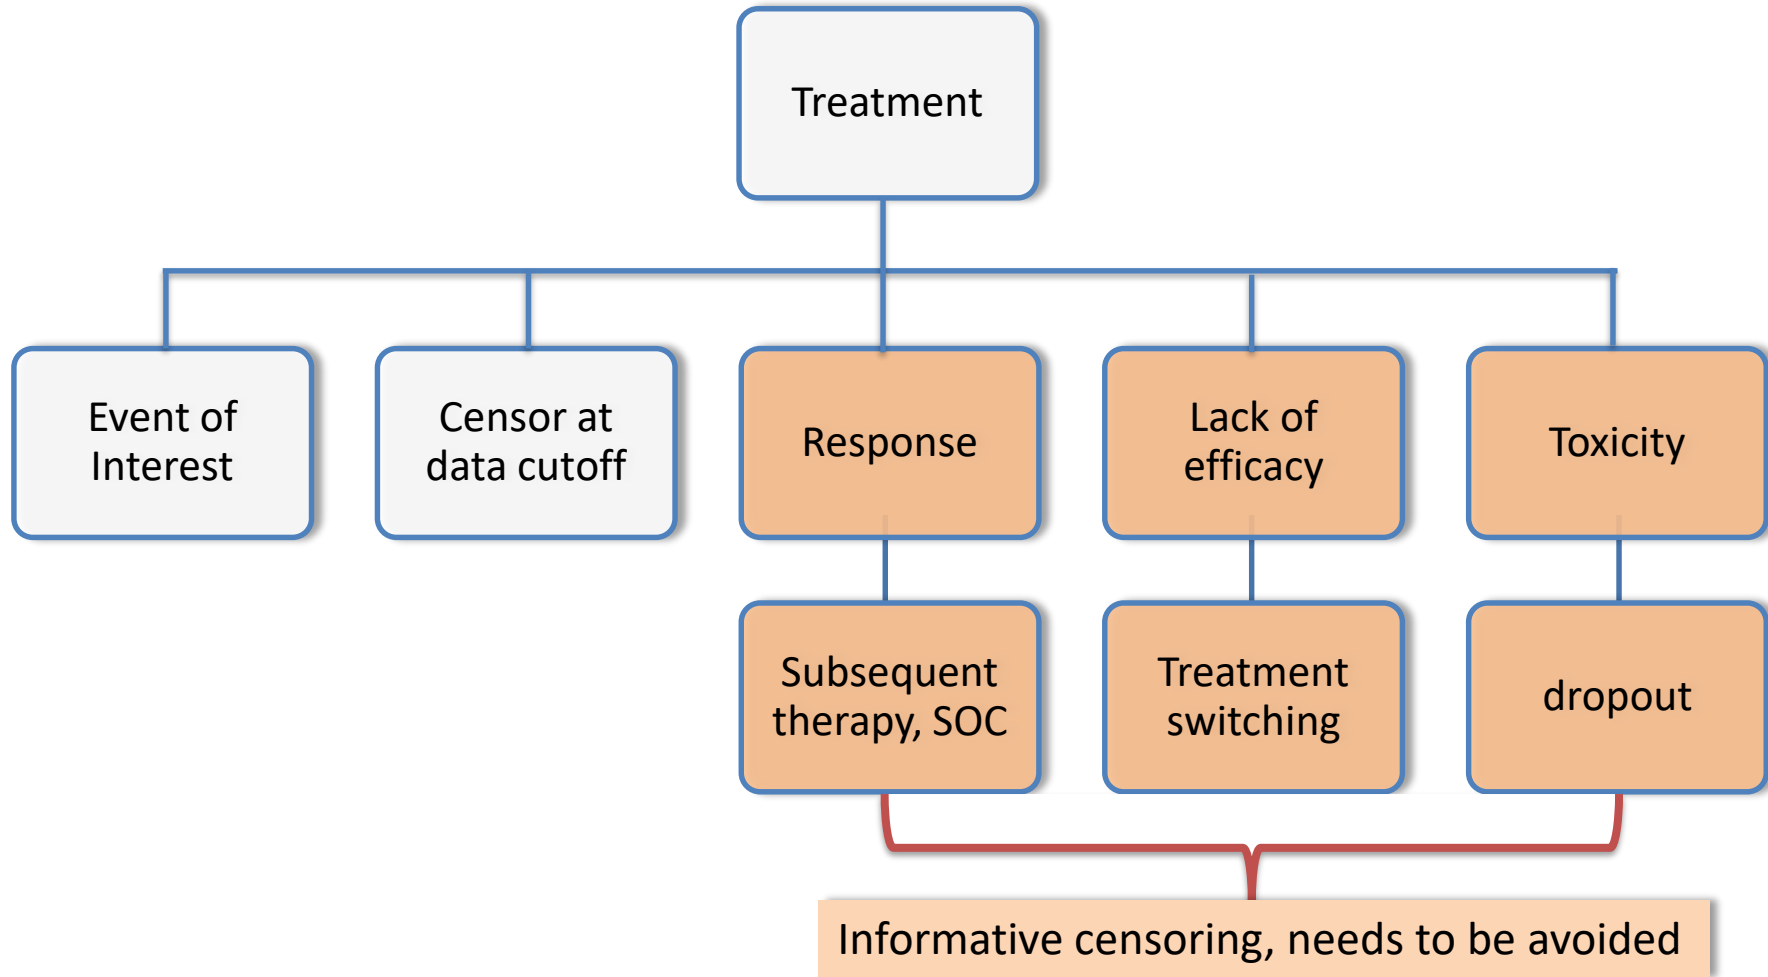 Treatment
Event of
Interest
Censor at
data cutoff
Response
Lack of
efficacy
Toxicity
Subsequent
therapy, SOC
Treatment
switching
dropout
Informative censoring, needs to be avoided